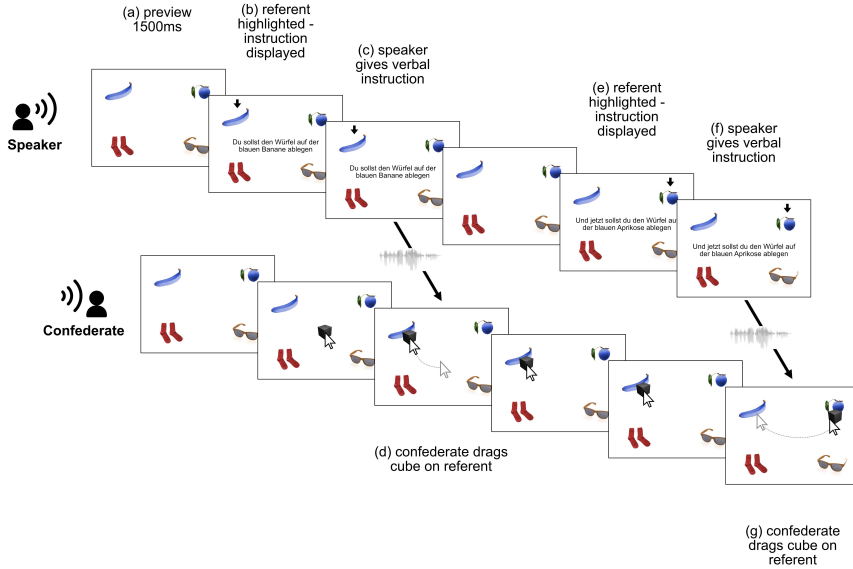 (a) preview
1500ms
(b) referent
highlighted -
instruction
displayed
(c) speaker
gives verbal
instruction
(e) referent
highlighted -
instruction
displayed
(f) speaker
gives verbal
instruction
Speaker
Du sollst den Würfel auf der
blauen Banane ablegen
Du sollst den Würfel auf der
blauen Banane ablegen
Und jetzt sollst du den Würfel auf
der blauen Aprikose ablegen
Und jetzt sollst du den Würfel auf
der blauen Aprikose ablegen
Confederate
(d) confederate drags
cube on referent
(g) confederate
drags cube on
referent